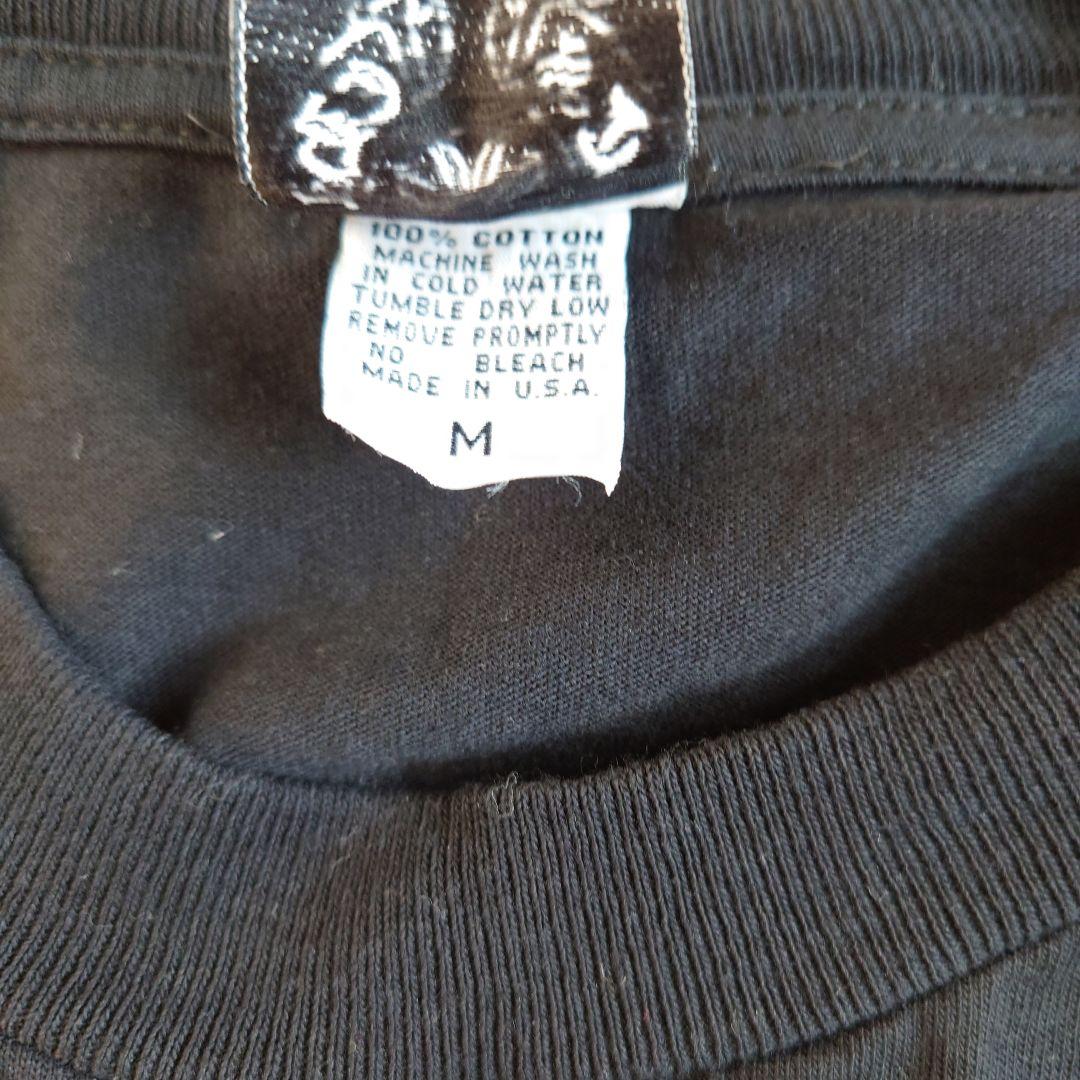 100% COTTON
MACHINE WASH
IN COLD WATER
TUMBLE DRY LOW
REMOVE PROMPTLY
NO BLEACH
MADE IN U.S.A.
M